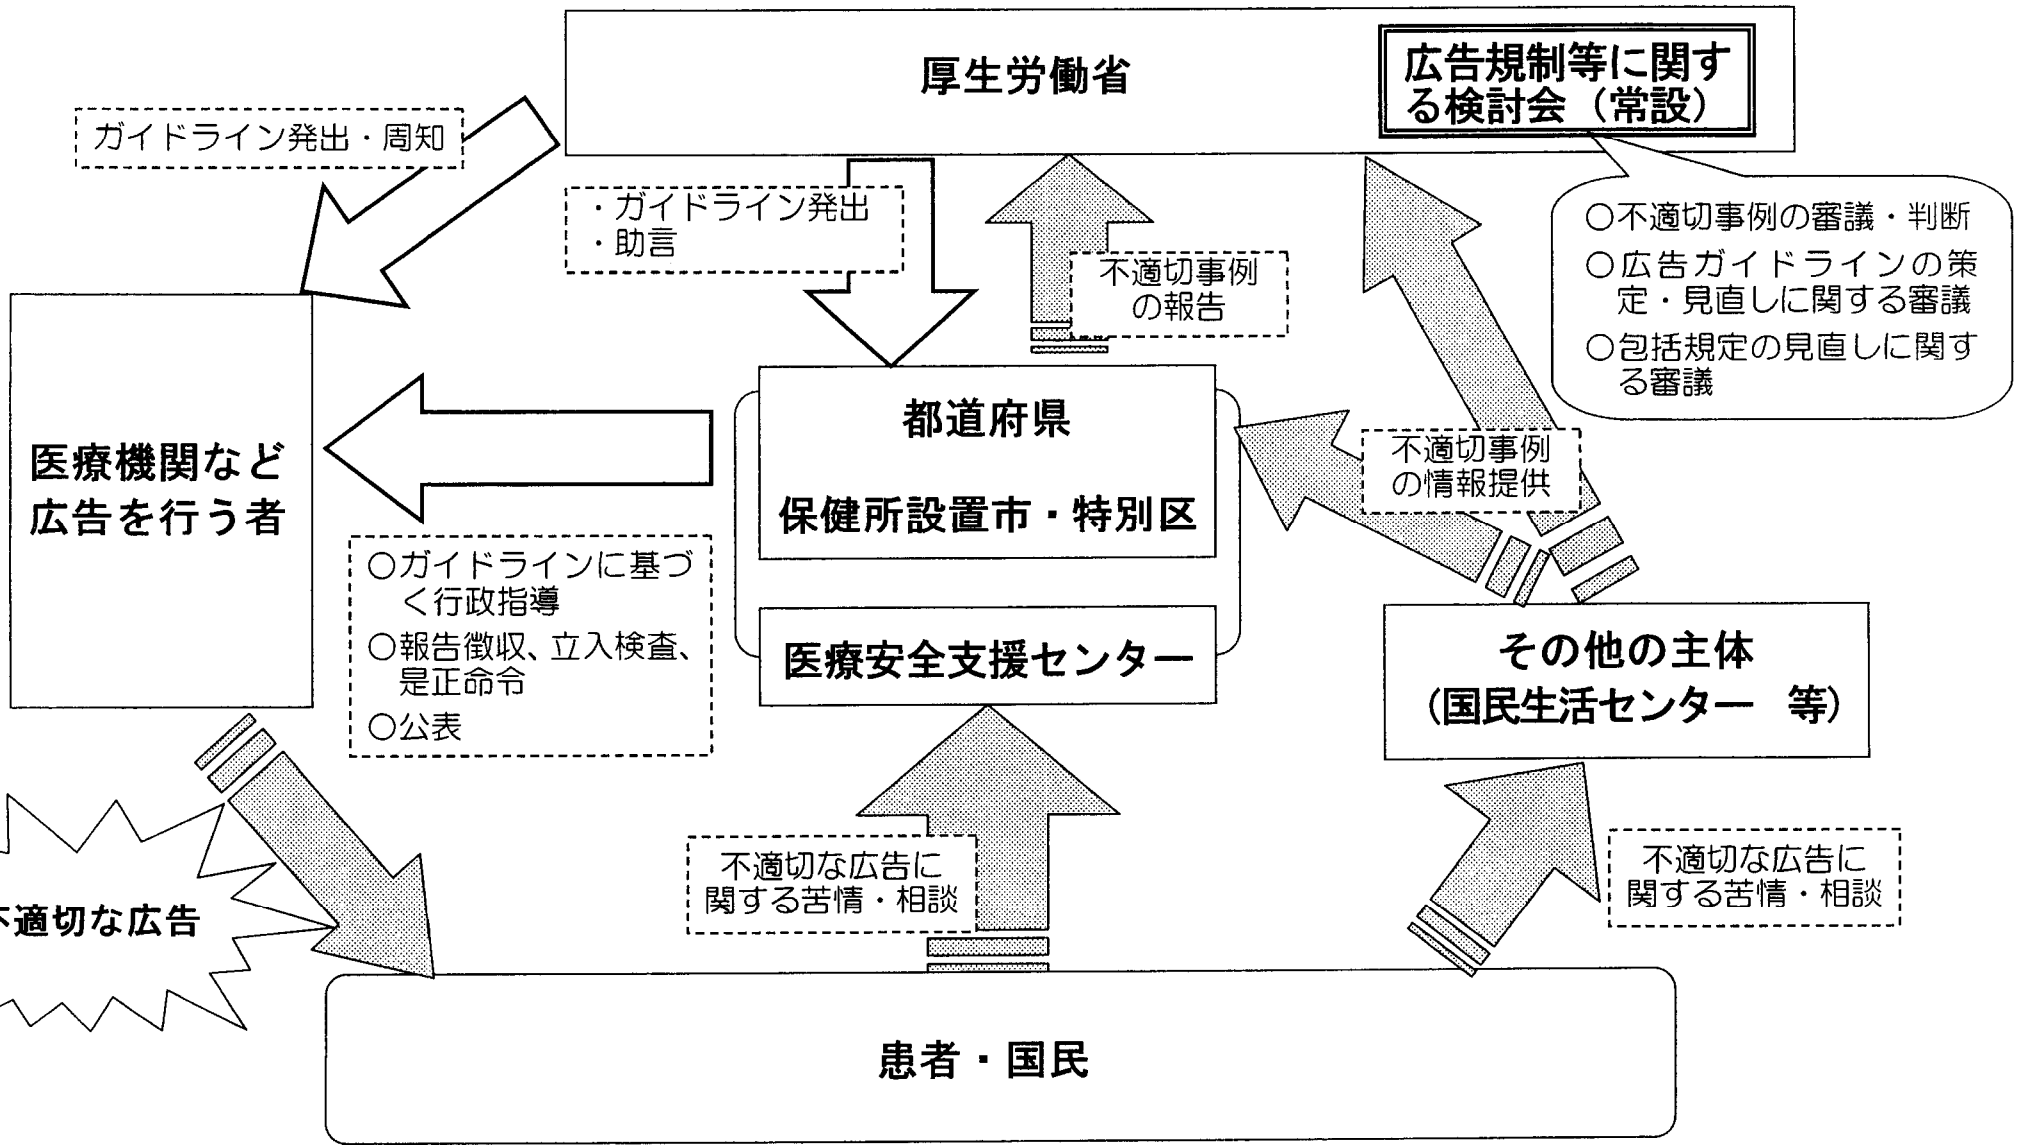 厚生労働省
広告規制等に関す
る検討会（常設）
ガイドライン発出・周知
・ガイドライン発出
・助言
不適切事例
の報告
○不適切事例の審議・判断
○広告ガイドラインの策
定・見直しに関する審議
○包括規定の見直しに関す
る審議
医療機関など
広告を行う者
都道府県
保健所設置市・特別区
医療安全支援センター
不適切事例
の情報提供
○ガイドラインに基づ
く行政指導
○報告徴収、立入検査、
是正命令
○公表
その他の主体
（国民生活センター　等）
不適切な広告に
関する苦情・相談
不適切な広告に
関する苦情・相談
不適切な広告
患者・国民